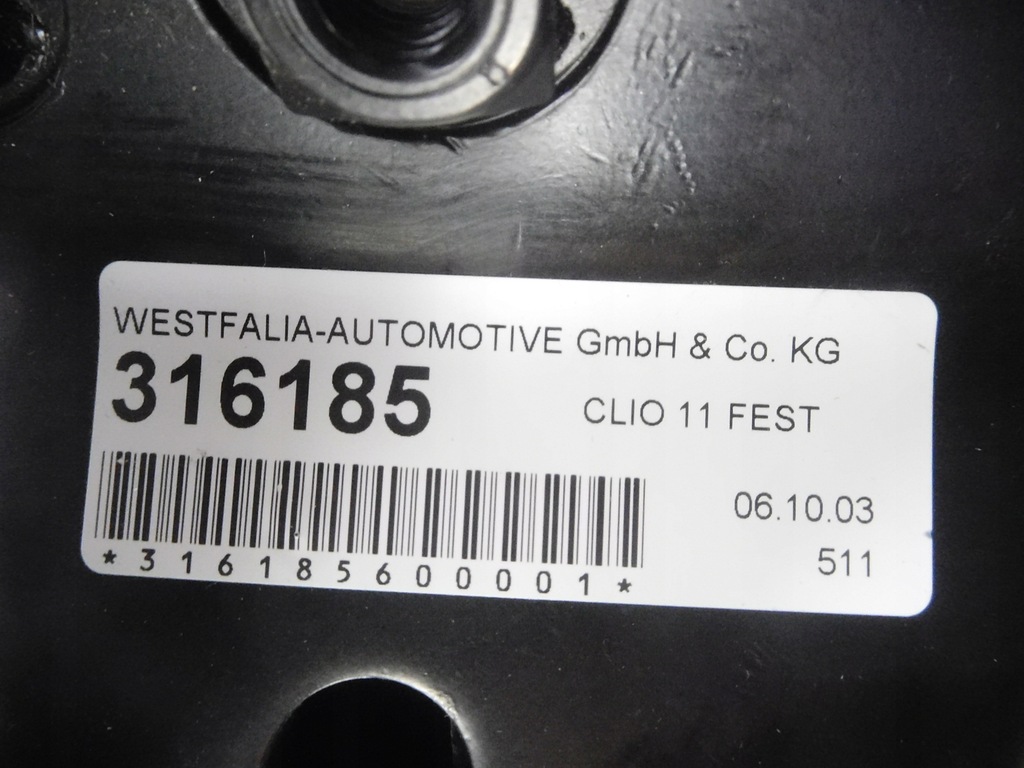 WESTFALIA-AUTOMOTIVE GmbH & Co. KG
316185
CLIO 11 FEST
06.10.03
*316185600001*
511